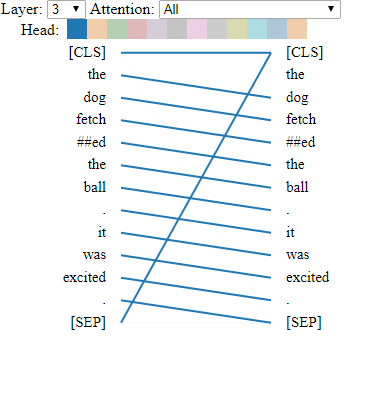 Layer: 3 Attention: All
Head:
[CLS] [CLS]
the the
dog dog
fetch fetch
##ed ##ed
the the
ball ball
. .
it it
was was
excited excited
. .
[SEP] [SEP]